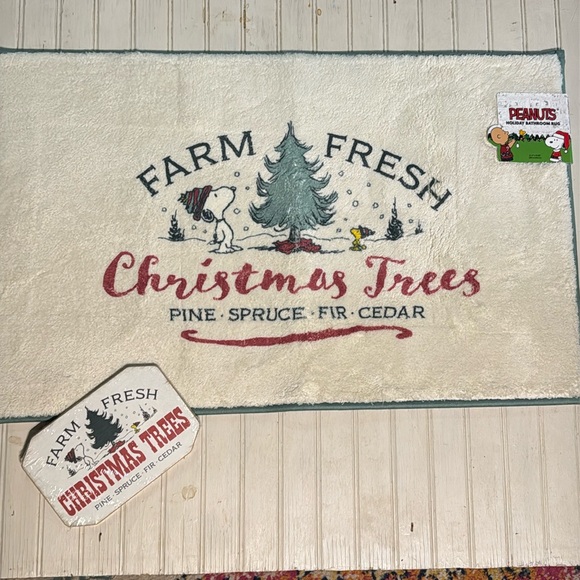 PEANUTS
HOLIDAY BATHROOM RUG
FARM FRESH
Christmas Trees
PINE · SPRUCE · FIR · CEDAR
FARM FRESH
CHRISTMAS TREES
PINE · SPRUCE · FIR · CEDAR